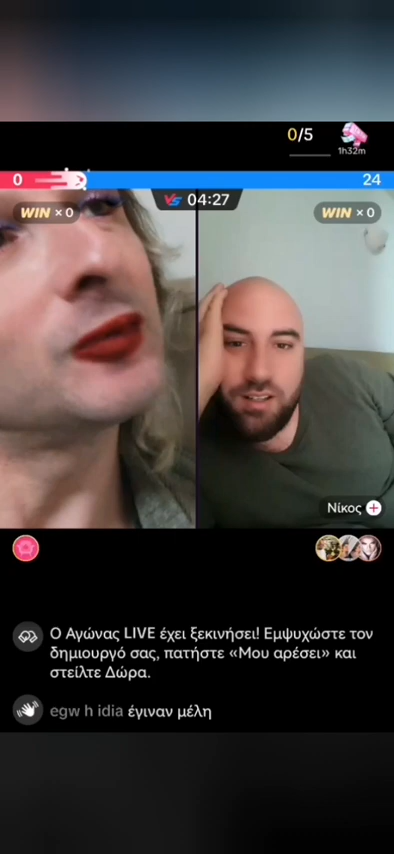 0/5
1h32m
0
24
WIN × 0
VS 04:27
WIN × 0
Νίκος
Ο Αγώνας LIVE έχει ξεκινήσει! Εμψυχώστε τον
δημιουργό σας, πατήστε «Μου αρέσει» και
στείλτε Δώρα.
egw h idia έγιναν μέλη